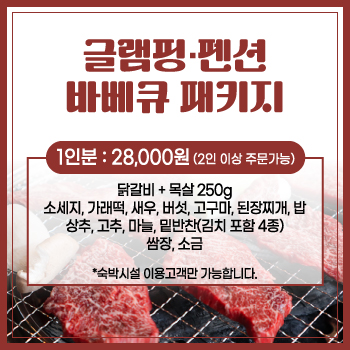 글램핑·펜션
바베큐 패키지
1인분 : 28,000원 (2인 이상 주문가능)
닭갈비 + 목살 250g
소세지, 가래떡, 새우, 버섯, 고구마, 된장찌개, 밥
상추, 고추, 마늘, 밑반찬(김치 포함 4종)
쌈장, 소금
*숙박시설 이용고객만 가능합니다.